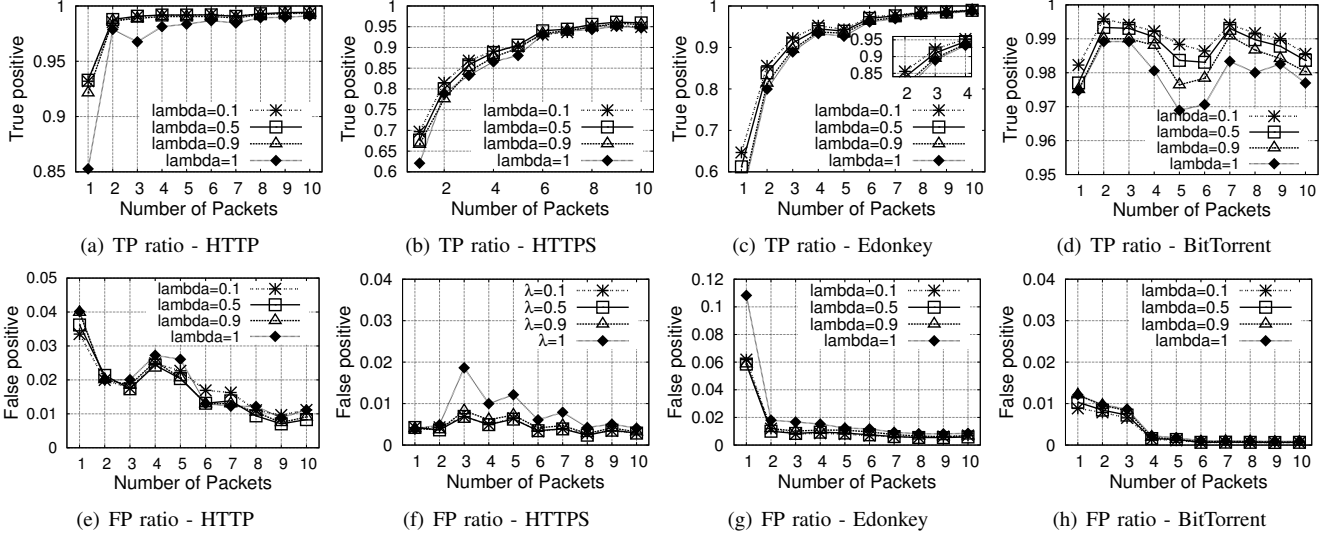 True positive
1
0.95
0.9
0.85
lambda=0.1
lambda=0.5
lambda=0.9
lambda=1
1 2 3 4 5 6 7 8 9 10
Number of Packets
(a) TP ratio - HTTP
True positive
1
0.95
0.9
0.85
0.8
0.75
0.7
0.65
0.6
lambda=0.1
lambda=0.5
lambda=0.9
lambda=1
2 4 6 8 10
Number of Packets
(b) TP ratio - HTTPS
True positive
1
0.9
0.8
0.7
0.6
0.95
0.9
0.85
2 3 4
lambda=0.1
lambda=0.5
lambda=0.9
lambda=1
1 2 3 4 5 6 7 8 9 10
Number of Packets
(c) TP ratio - Edonkey
True positive
1
0.99
0.98
0.97
0.96
0.95
lambda=0.1
lambda=0.5
lambda=0.9
lambda=1
1 2 3 4 5 6 7 8 9 10
Number of Packets
(d) TP ratio - BitTorrent
False positive
0.05
0.04
0.03
0.02
0.01
0
lambda=0.1
lambda=0.5
lambda=0.9
lambda=1
1 2 3 4 5 6 7 8 9 10
Number of Packets
(e) FP ratio - HTTP
False positive
0.04
0.03
0.02
0.01
0
λ=0.1
λ=0.5
λ=0.9
λ=1
1 2 3 4 5 6 7 8 9 10
Number of Packets
(f) FP ratio - HTTPS
False positive
0.12
0.1
0.08
0.06
0.04
0.02
0
lambda=0.1
lambda=0.5
lambda=0.9
lambda=1
1 2 3 4 5 6 7 8 9 10
Number of Packets
(g) FP ratio - Edonkey
False positive
0.04
0.03
0.02
0.01
0
lambda=0.1
lambda=0.5
lambda=0.9
lambda=1
1 2 3 4 5 6 7 8 9 10
Number of Packets
(h) FP ratio - BitTorrent